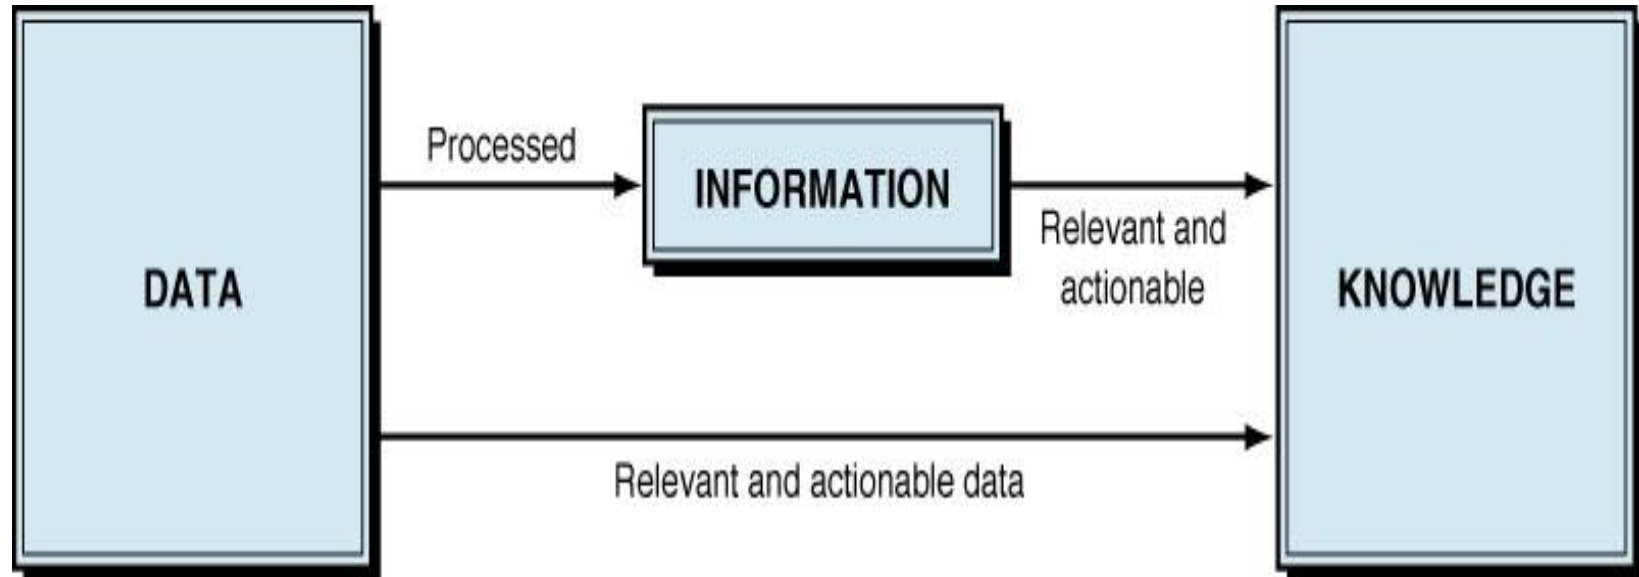 DATA
Processed
INFORMATION
Relevant and
actionable
KNOWLEDGE
Relevant and actionable data